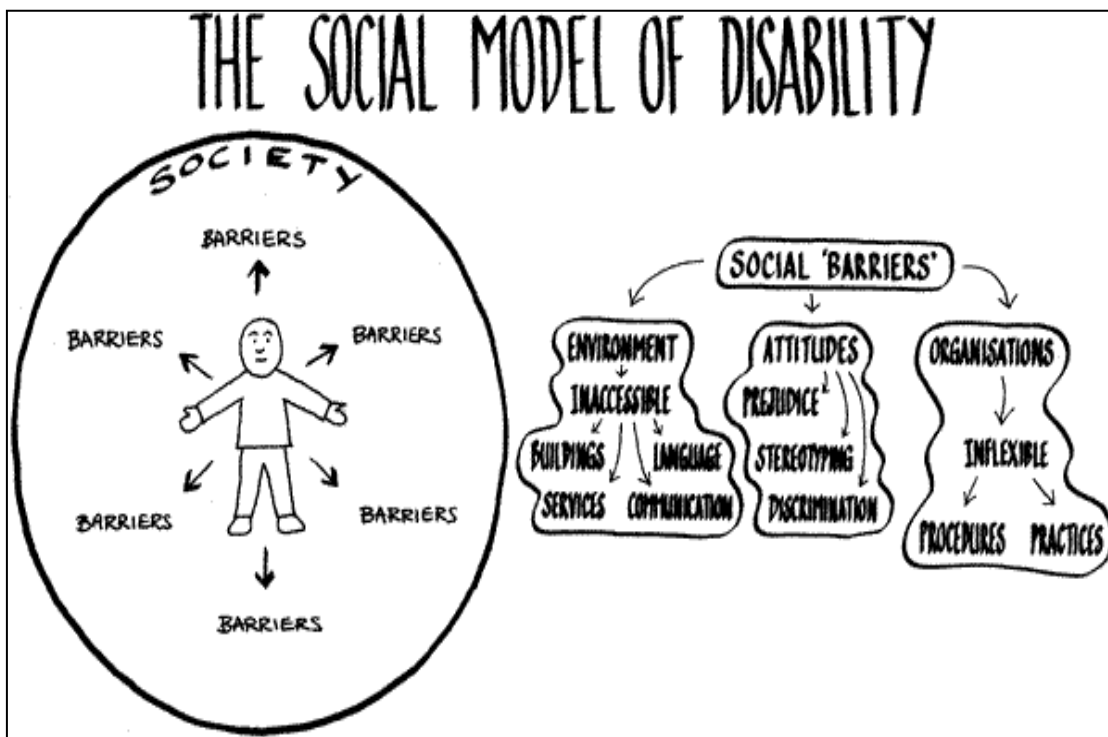 THE SOCIAL MODEL OF DISABILITY
SOCIETY
BARRIERS
BARRIERS
BARRIERS
BARRIERS
BARRIERS
BARRIERS
SOCIAL 'BARRIERS'
ENVIRONMENT
INACCESSIBLE
BUILDINGS LANGUAGE
SERVICES COMMUNICATION
ATTITUDES
PREJUDICE
STEREOTYPING
DISCRIMINATION
ORGANISATIONS
INFLEXIBLE
PROCEDURES PRACTICES